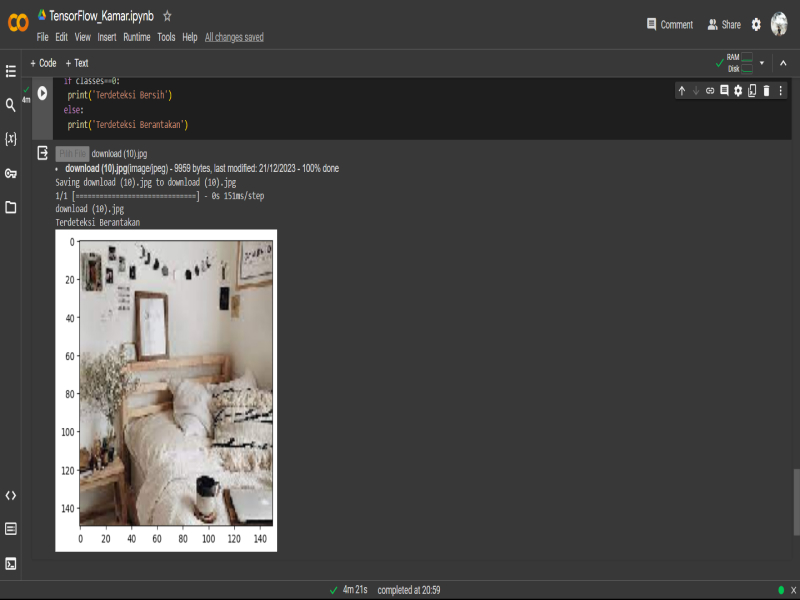 TensorFlow_Kamar.ipynb
Comment
Share
File Edit View Insert Runtime Tools Help All changes saved
+ Code + Text
RAM
Disk
4m
if classes==0:
print('Terdeteksi Bersih')
else:
print('Terdeteksi Berantakan')
Pilih File download (10).jpg
• download (10).jpg(image/jpeg) - 9959 bytes, last modified: 21/12/2023 - 100% done
Saving download (10).jpg to download (10).jpg
1/1 [==============================] - 0s 151ms/step
download (10).jpg
Terdeteksi Berantakan
0
20
40
60
80
100
120
140
0 20 40 60 80 100 120 140
4m 21s completed at 20:59